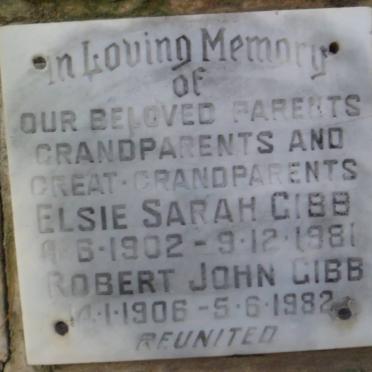 In Loving Memory
of
OUR BELOVED PARENTS
GRANDPARENTS AND
GREAT-GRANDPARENTS
ELSIE SARAH GIBB
4·6·1902 - 9·12·1981
ROBERT JOHN GIBB
14·1·1906 - 5·6·1982
REUNITED